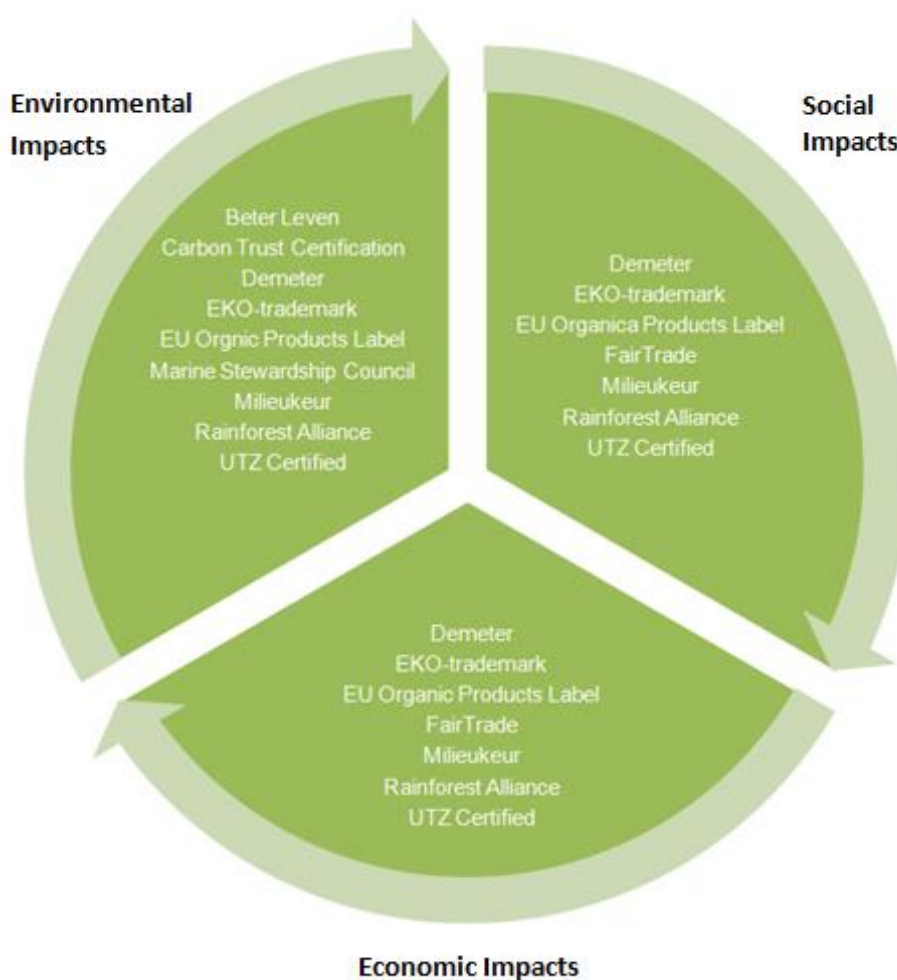 Environmental
Impacts
Beter Leven
Carbon Trust Certification
Demeter
EKO-trademark
EU Orgnic Products Label
Marine Stewardship Council
Milieukeur
Rainforest Alliance
UTZ Certified
Social
Impacts
Demeter
EKO-trademark
EU Organica Products Label
FairTrade
Milieukeur
Rainforest Alliance
UTZ Certified
Demeter
EKO-trademark
EU Organic Products Label
FairTrade
Milieukeur
Rainforest Alliance
UTZ Certified
Economic Impacts